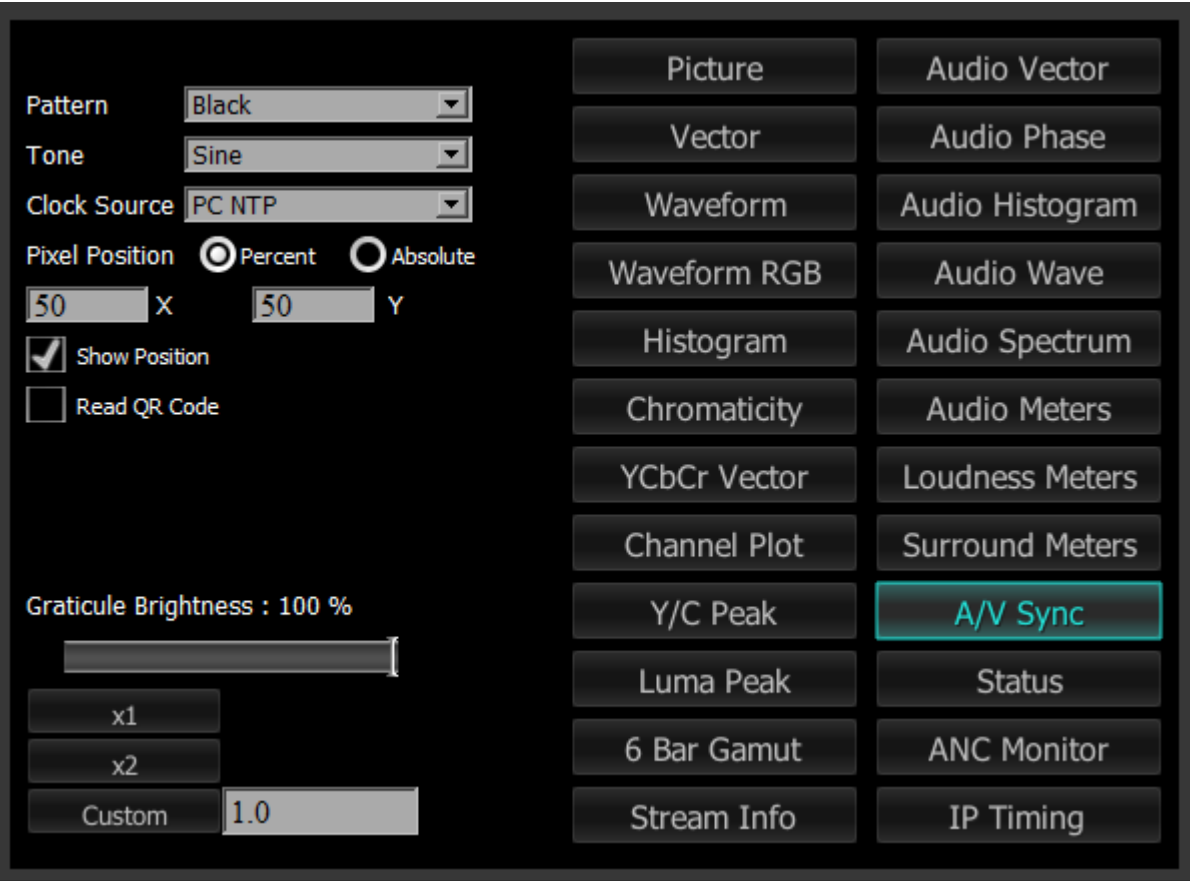 Pattern Black
Tone Sine
Clock Source PC NTP
Pixel Position Percent Absolute
50 X 50 Y
Show Position
Read QR Code
Graticule Brightness : 100 %
x1
x2
Custom 1.0
Picture
Vector
Waveform
Waveform RGB
Histogram
Chromaticity
YCbCr Vector
Channel Plot
Y/C Peak
Luma Peak
6 Bar Gamut
Stream Info
Audio Vector
Audio Phase
Audio Histogram
Audio Wave
Audio Spectrum
Audio Meters
Loudness Meters
Surround Meters
A/V Sync
Status
ANC Monitor
IP Timing